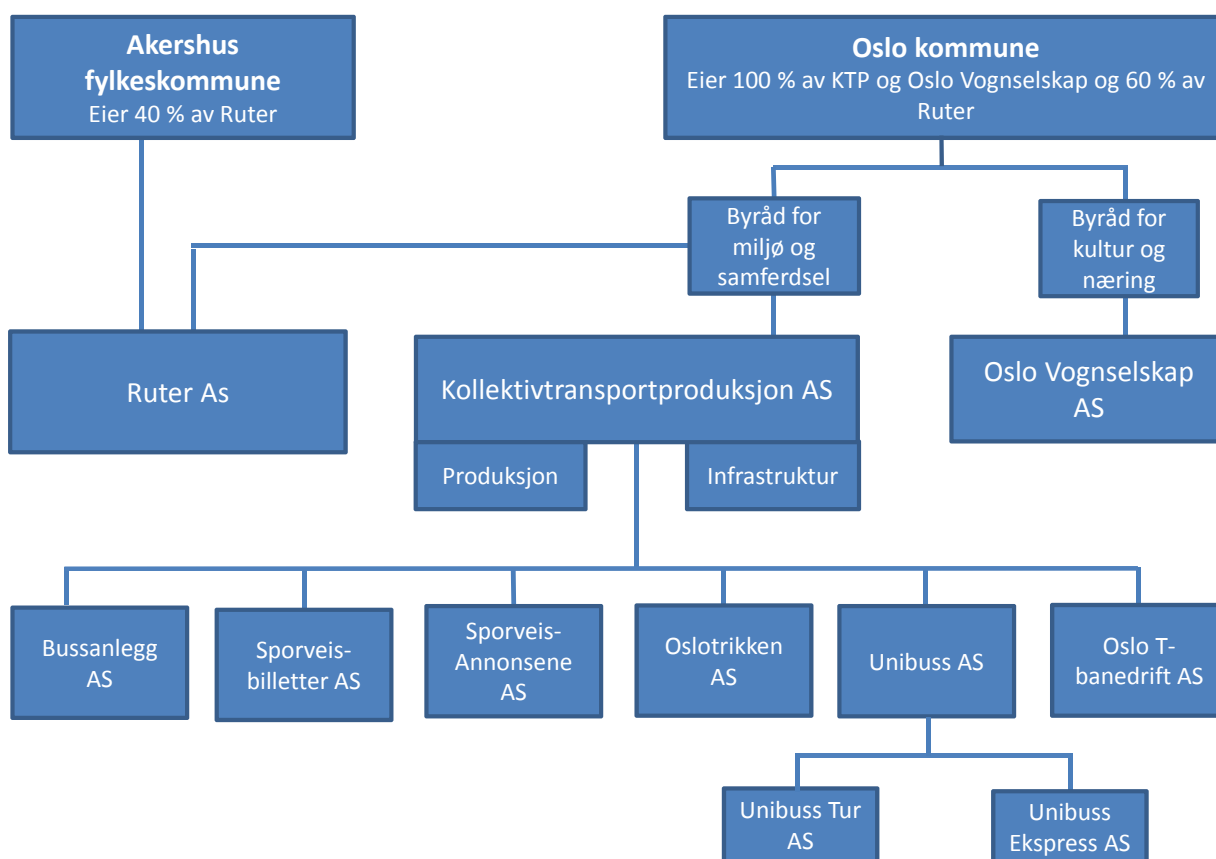 Akershus
fylkeskommune
Eier 40 % av Ruter
Oslo kommune
Eier 100 % av KTP og Oslo Vognselskap og 60 % av
Ruter
Byråd for
miljø og
samferdsel
Byråd for
kultur og
næring
Ruter As
Kollektivtransportproduksjon AS
Oslo Vognselskap
AS
Produksjon
Infrastruktur
Bussanlegg
AS
Sporveis-
billetter AS
Sporveis-
Annonsene
AS
Oslotrikken
AS
Unibuss AS
Oslo T-
banedrift AS
Unibuss Tur
AS
Unibuss
Ekspress AS